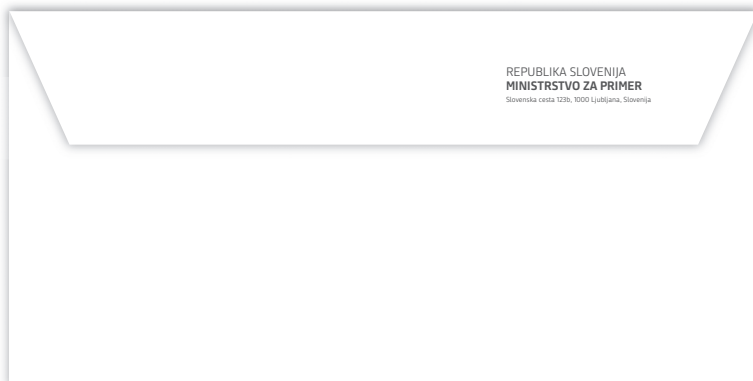 REPUBLIKA SLOVENIJA
MINISTRSTVO ZA PRIMER
Slovenska cesta 123b, 1000 Ljubljana, Slovenija